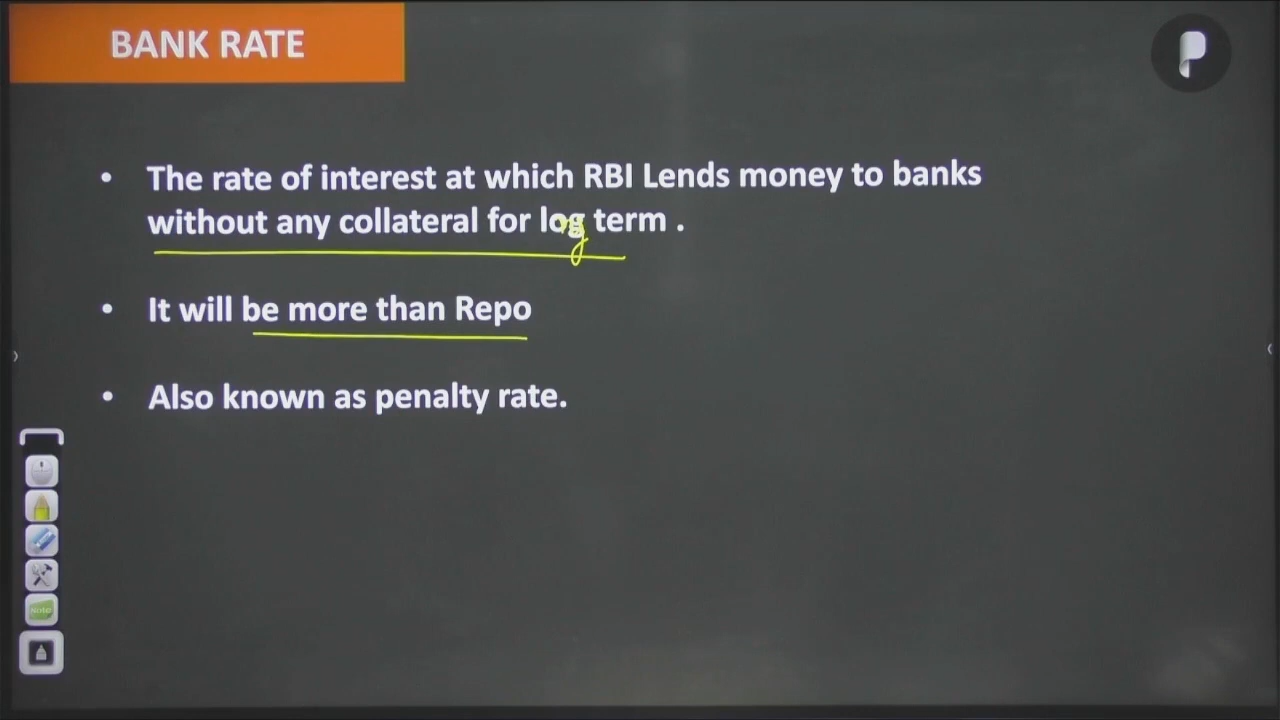 BANK RATE
• The rate of interest at which RBI Lends money to banks
without any collateral for log term .
ng
• It will be more than Repo
• Also known as penalty rate.